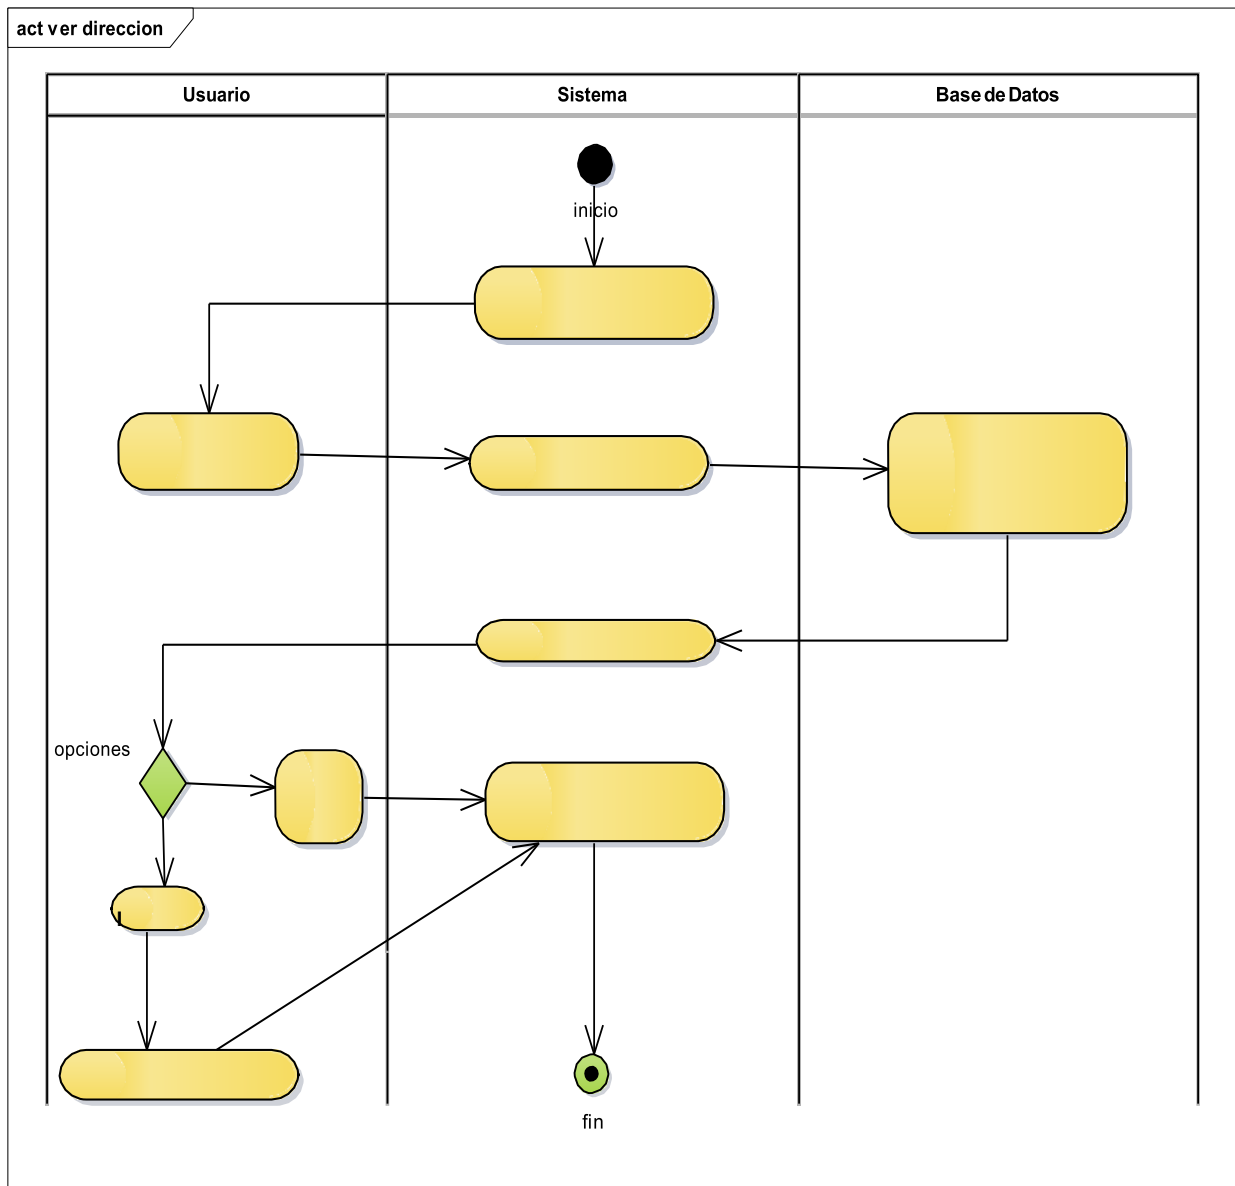 act ver direccion
Usuario
Sistema
Base de Datos
inicio
opciones
fin